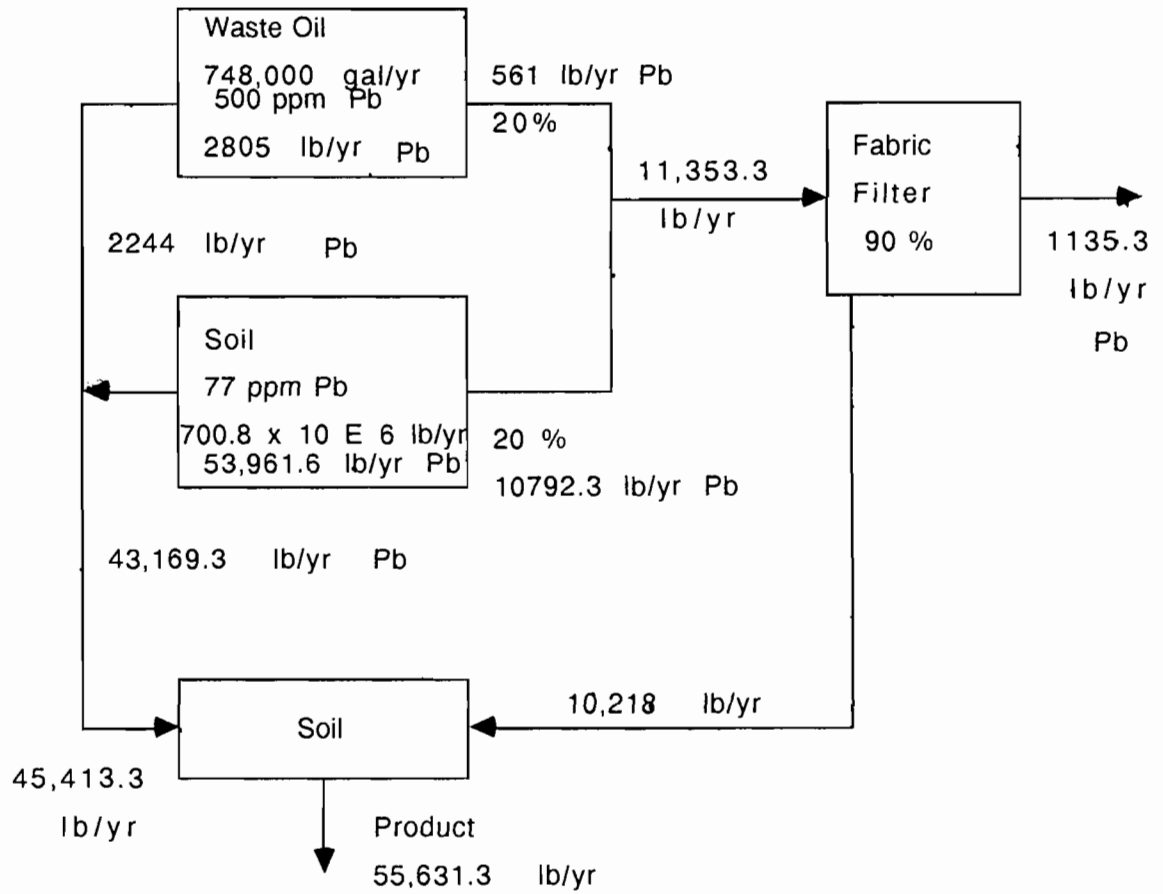 Waste Oil
748,000 gal/yr
500 ppm Pb
2805 lb/yr Pb
561 lb/yr Pb
20%
11,353.3
lb/yr
Fabric
Filter
90 %
1135.3
lb/yr
Pb
2244 lb/yr Pb
Soil
77 ppm Pb
700.8 x 10 E 6 lb/yr
53,961.6 lb/yr Pb
20 %
10792.3 lb/yr Pb
43,169.3 lb/yr Pb
Soil
10,218 lb/yr
45,413.3
lb/yr
Product
55,631.3 lb/yr